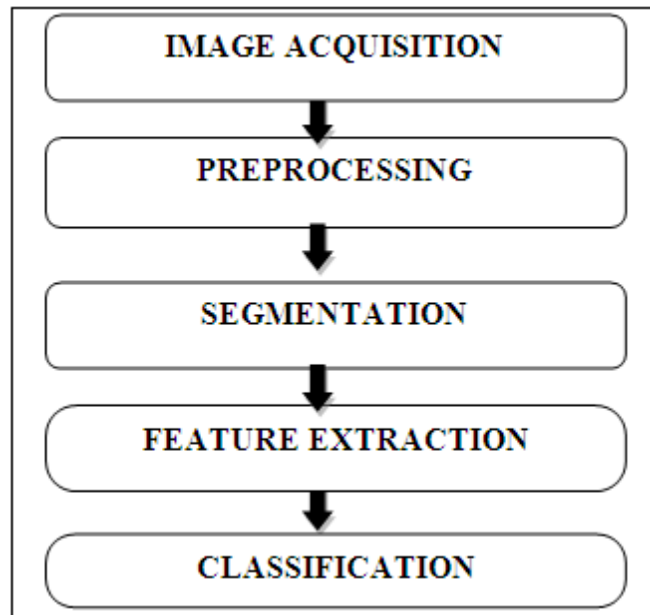 IMAGE ACQUISITION
PREPROCESSING
SEGMENTATION
FEATURE EXTRACTION
CLASSIFICATION